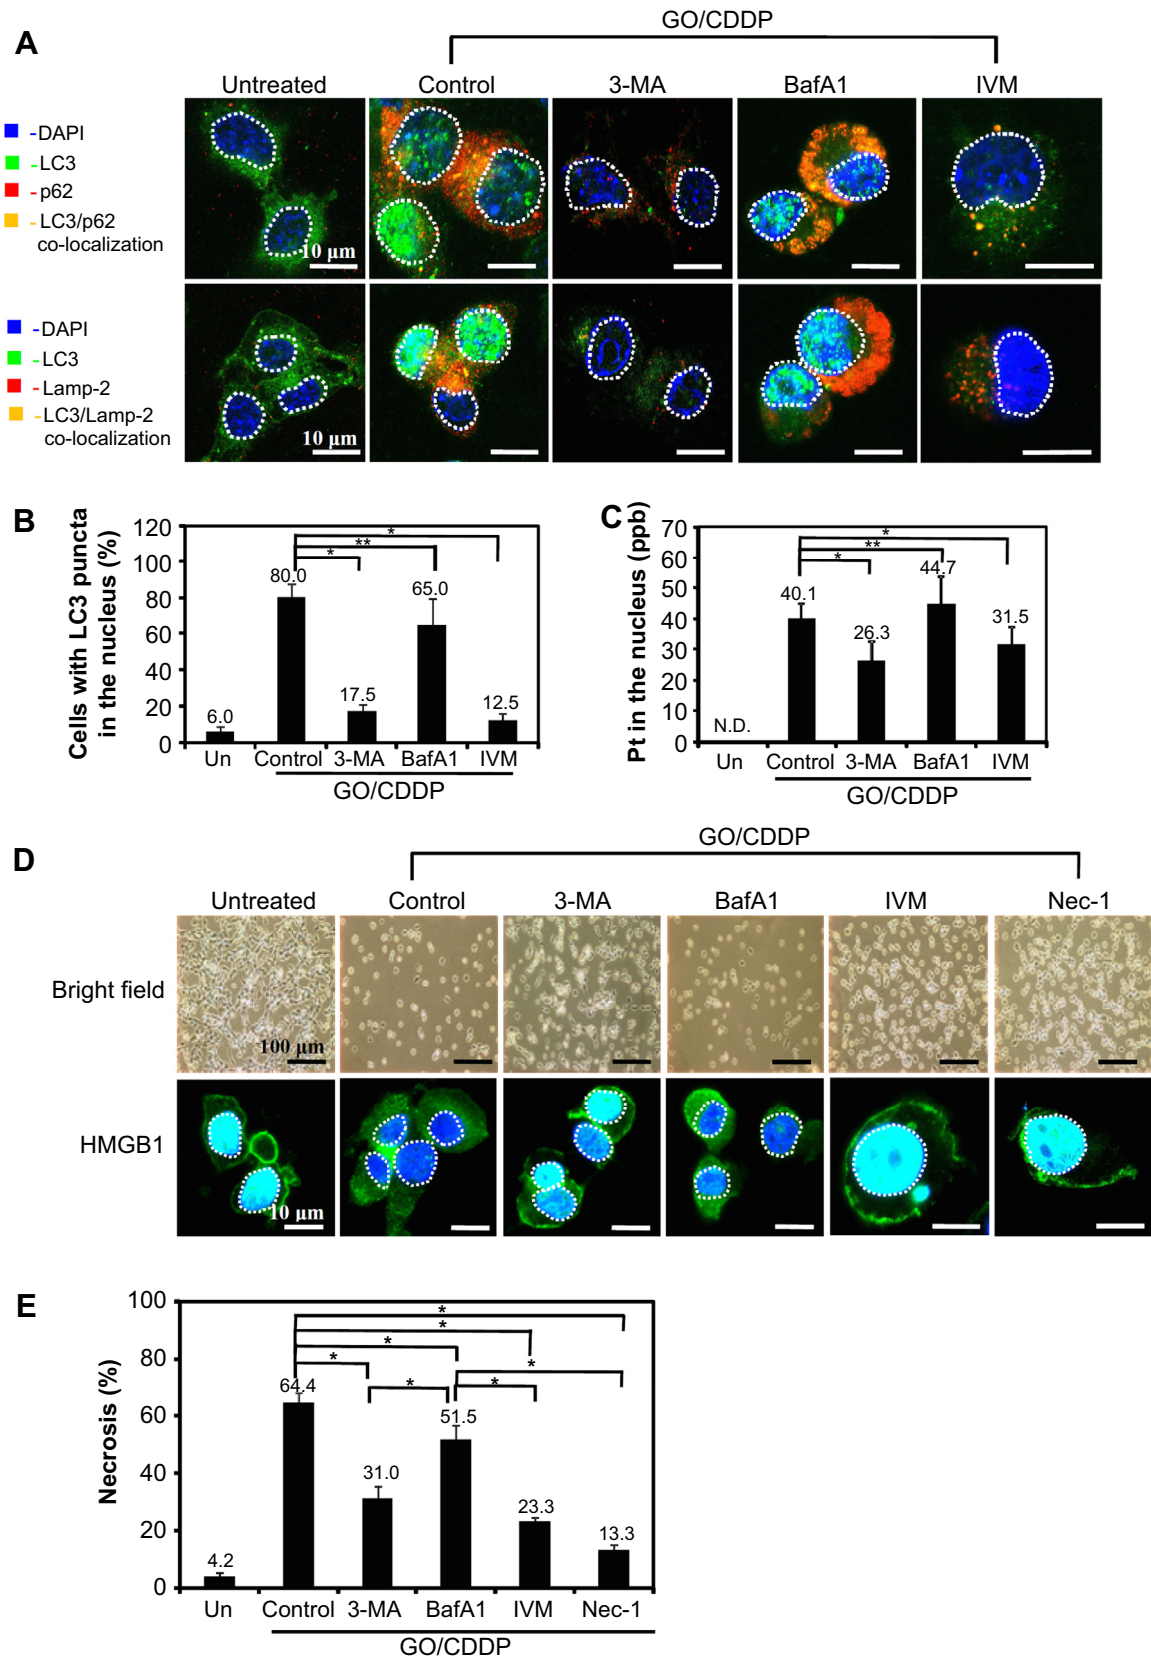 A
GO/CDDP
Untreated
Control
3-MA
BafA1
IVM
-DAPI
-LC3
-p62
-LC3/p62
co-localization
10 µm
-DAPI
-LC3
-Lamp-2
-LC3/Lamp-2
co-localization
10 µm
B
Cells with LC3 puncta
in the nucleus (%)
120
100
80
60
40
20
0
*
**
*
6.0
80.0
17.5
65.0
12.5
Un
Control
3-MA
BafA1
IVM
GO/CDDP
C
Pt in the nucleus (ppb)
70
60
50
40
30
20
10
0
*
**
*
N.D.
40.1
26.3
44.7
31.5
Un
Control
3-MA
BafA1
IVM
GO/CDDP
D
GO/CDDP
Untreated
Control
3-MA
BafA1
IVM
Nec-1
Bright field
100 µm
HMGB1
10 µm
E
Necrosis (%)
100
80
60
40
20
0
*
*
*
*
*
*
*
4.2
64.4
31.0
51.5
23.3
13.3
Un
Control
3-MA
BafA1
IVM
Nec-1
GO/CDDP